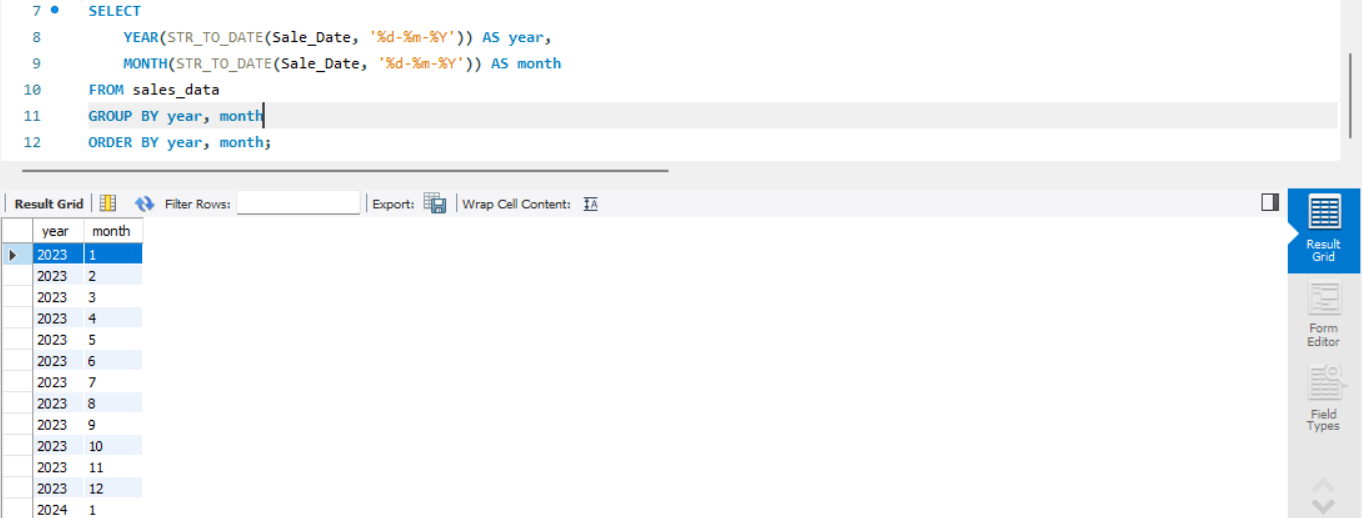 7 SELECT
8 YEAR(STR_TO_DATE(Sale_Date, '%d-%m-%Y')) AS year,
9 MONTH(STR_TO_DATE(Sale_Date, '%d-%m-%Y')) AS month
10 FROM sales_data
11 GROUP BY year, month
12 ORDER BY year, month;
Result Grid Filter Rows: Export: Wrap Cell Content:
year month
2023 1
2023 2
2023 3
2023 4
2023 5
2023 6
2023 7
2023 8
2023 9
2023 10
2023 11
2023 12
2024 1
Result
Grid
Form
Editor
Field
Types